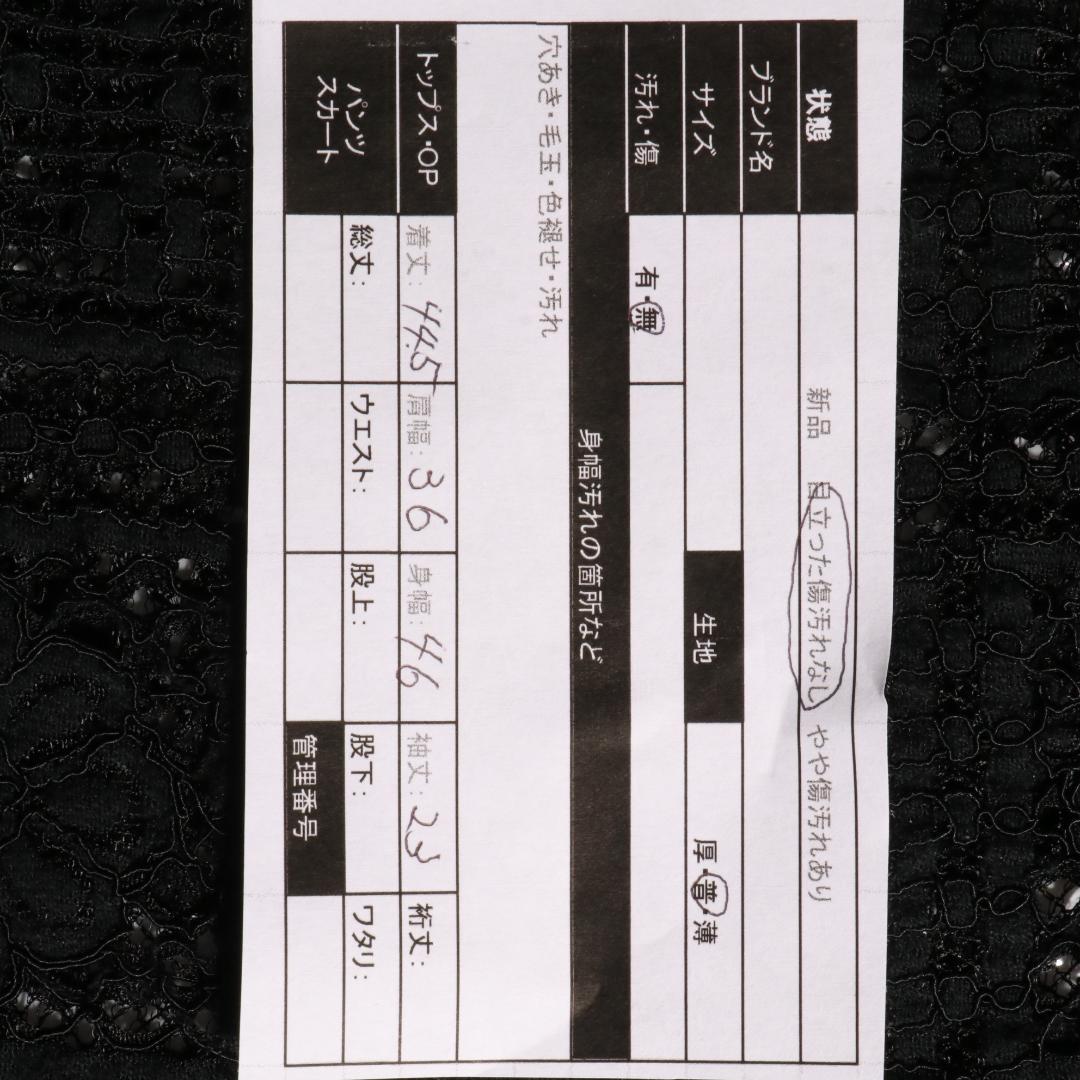 状態 新品 目立った傷汚れなし やや傷汚れあり
ブランド名
サイズ 生地 厚・普・薄
汚れ・傷 有・無
身幅汚れの箇所など
穴あき・毛玉・色褪せ・汚れ
トップス・OP 着丈: 44.5 肩幅: 36 身幅: 46 袖丈: 23 裄丈:
パンツ スカート 総丈: ウエスト: 股上: 股下: ワタリ:
管理番号